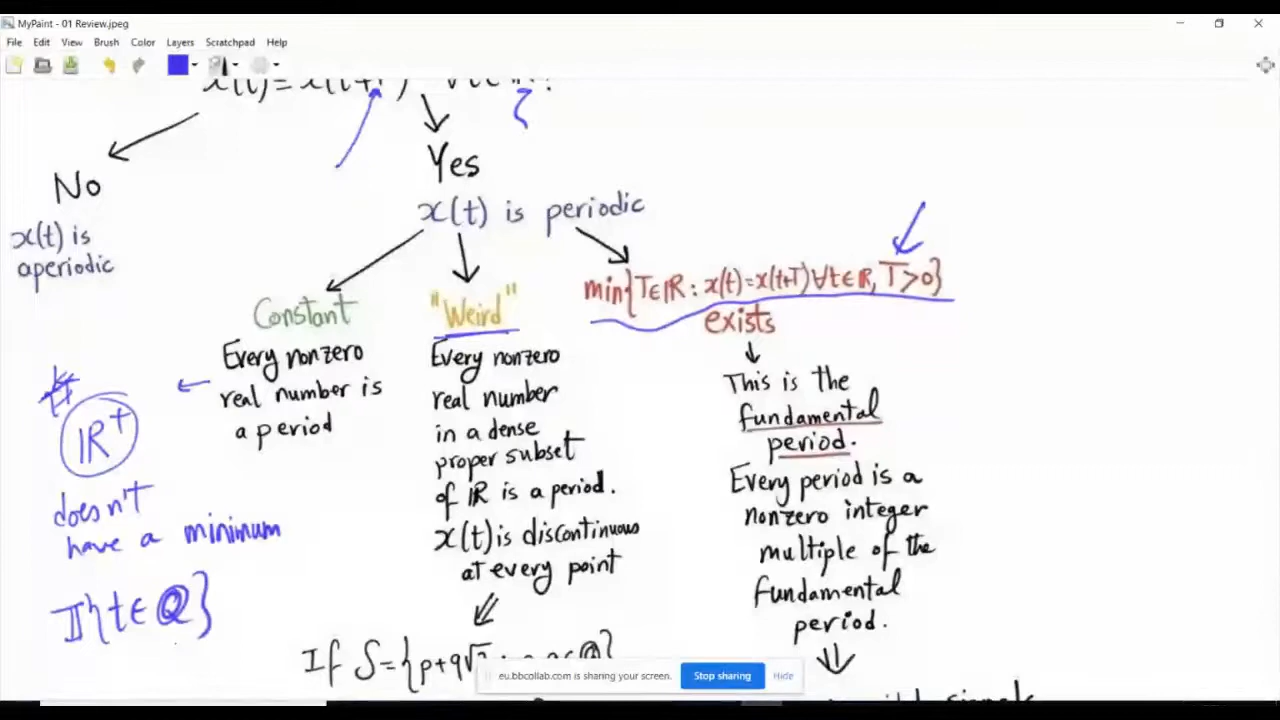 MyPaint - 01 Review.jpeg
File Edit View Brush Color Layers Scratchpad Help
No
x(t) is
aperiodic
Yes
x(t) is periodic
Constant
Every nonzero
real number is
a period
"Weird"
Every nonzero
real number
in a dense
proper subset
of ℝ is a period.
x(t) is discontinuous
at every point
If S={p+q√
min{T∈ℝ : x(t)=x(t+T)∀t∈ℝ, T>0}
exists
This is the
fundamental
period.
Every period is a
nonzero integer
multiple of the
fundamental
period.
ℝ⁺
doesn't
have a minimum
𝕀{t∈ℚ}
eu.bbcollab.com is sharing your screen. Stop sharing Hide